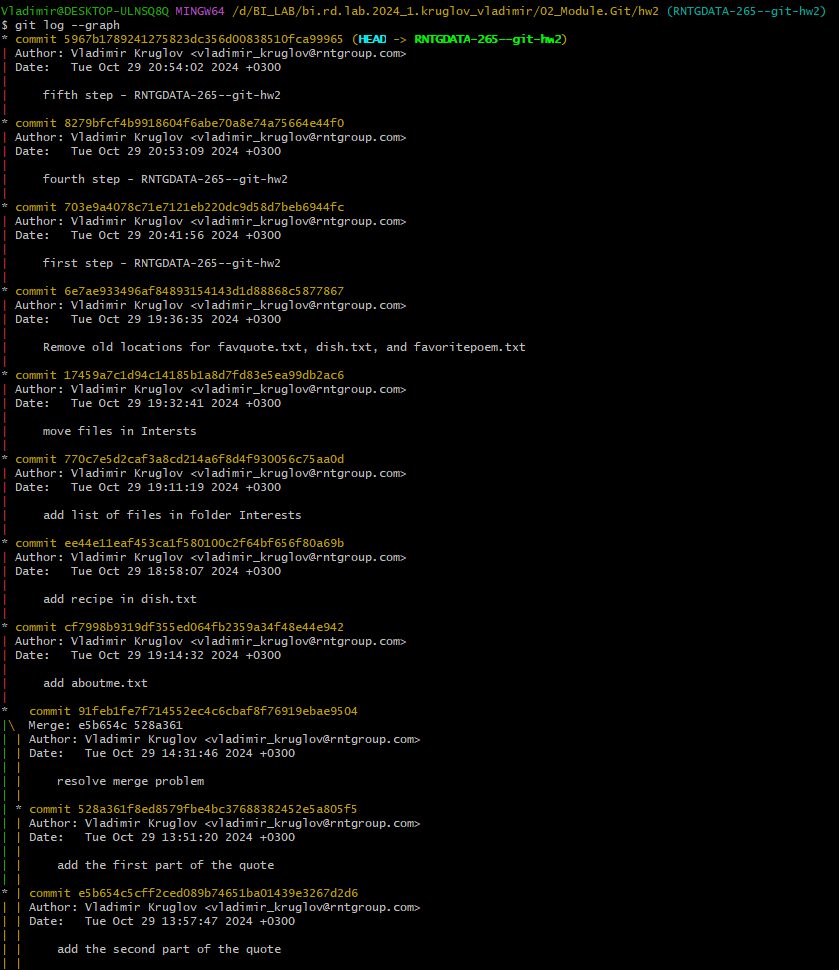 Vladimir@DESKTOP-ULNSQ8Q MINGW64 /d/BI_LAB/bi.rd.lab.2024_1.kruglov_vladimir/02_Module.Git/hw2 (RNTGDATA-265--git-hw2)
$ git log --graph
* commit 5967b1789241275823dc356d00838510fca99965 (HEAD -> RNTGDATA-265--git-hw2)
| Author: Vladimir Kruglov <vladimir_kruglov@rntgroup.com>
| Date:   Tue Oct 29 20:54:02 2024 +0300
|
|     fifth step - RNTGDATA-265--git-hw2
|
* commit 8279bfcf4b9918604f6abe70a8e74a75664e44f0
| Author: Vladimir Kruglov <vladimir_kruglov@rntgroup.com>
| Date:   Tue Oct 29 20:53:09 2024 +0300
|
|     fourth step - RNTGDATA-265--git-hw2
|
* commit 703e9a4078c71e7121eb220dc9d58d7beb6944fc
| Author: Vladimir Kruglov <vladimir_kruglov@rntgroup.com>
| Date:   Tue Oct 29 20:41:56 2024 +0300
|
|     first step - RNTGDATA-265--git-hw2
|
* commit 6e7ae933496af84893154143d1d88868c5877867
| Author: Vladimir Kruglov <vladimir_kruglov@rntgroup.com>
| Date:   Tue Oct 29 19:36:35 2024 +0300
|
|     Remove old locations for favquote.txt, dish.txt, and favoritepoem.txt
|
* commit 17459a7c1d94c14185b1a8d7fd83e5ea99db2ac6
| Author: Vladimir Kruglov <vladimir_kruglov@rntgroup.com>
| Date:   Tue Oct 29 19:32:41 2024 +0300
|
|     move files in Intersts
|
* commit 770c7e5d2caf3a8cd214a6f8d4f930056c75aa0d
| Author: Vladimir Kruglov <vladimir_kruglov@rntgroup.com>
| Date:   Tue Oct 29 19:11:19 2024 +0300
|
|     add list of files in folder Interests
|
* commit ee44e11eaf453ca1f580100c2f64bf656f80a69b
| Author: Vladimir Kruglov <vladimir_kruglov@rntgroup.com>
| Date:   Tue Oct 29 18:58:07 2024 +0300
|
|     add recipe in dish.txt
|
* commit cf7998b9319df355ed064fb2359a34f48e44e942
| Author: Vladimir Kruglov <vladimir_kruglov@rntgroup.com>
| Date:   Tue Oct 29 19:14:32 2024 +0300
|
|     add aboutme.txt
|
*   commit 91feb1fe7f714552ec4c6cbaf8f76919ebae9504
|\  Merge: e5b654c 528a361
| | Author: Vladimir Kruglov <vladimir_kruglov@rntgroup.com>
| | Date:   Tue Oct 29 14:31:46 2024 +0300
| |
| |     resolve merge problem
| |
| * commit 528a361f8ed8579fbe4bc37688382452e5a805f5
| | Author: Vladimir Kruglov <vladimir_kruglov@rntgroup.com>
| | Date:   Tue Oct 29 13:51:20 2024 +0300
| |
| |     add the first part of the quote
| |
* | commit e5b654c5cff2ced089b74651ba01439e3267d2d6
| | Author: Vladimir Kruglov <vladimir_kruglov@rntgroup.com>
| | Date:   Tue Oct 29 13:57:47 2024 +0300
| |
| |     add the second part of the quote
| |